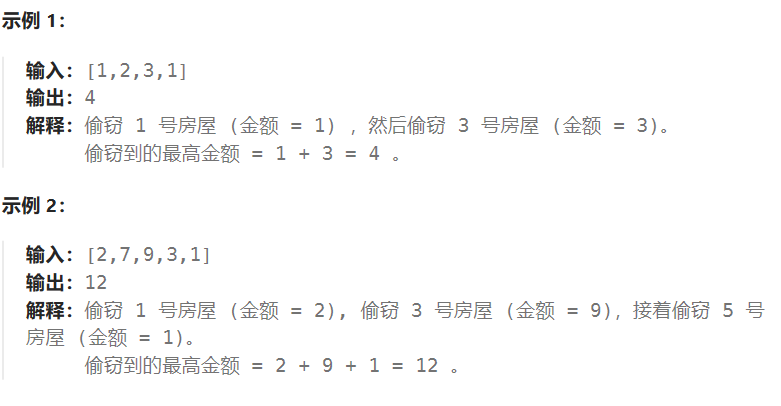 示例 1：
输入：[1,2,3,1]
输出：4
解释：偷窃 1 号房屋 (金额 = 1) ，然后偷窃 3 号房屋 (金额 = 3)。
偷窃到的最高金额 = 1 + 3 = 4 。
示例 2：
输入：[2,7,9,3,1]
输出：12
解释：偷窃 1 号房屋 (金额 = 2), 偷窃 3 号房屋 (金额 = 9)，接着偷窃 5 号
房屋 (金额 = 1)。
偷窃到的最高金额 = 2 + 9 + 1 = 12 。